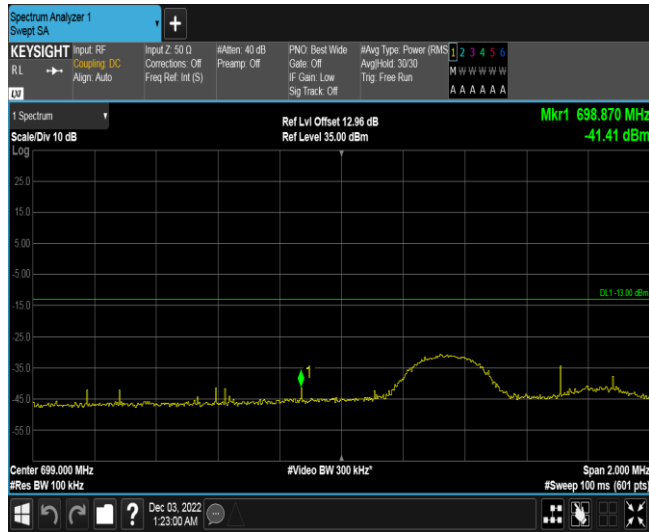 Spectrum Analyzer 1
Swept SA
+
KEYSIGHT
RL
LXI
Input: RF
Coupling: DC
Align: Auto
Input Z: 50 Ω
Corrections: Off
Freq Ref: Int (S)
#Atten: 40 dB
Preamp: Off
PNO: Best Wide
Gate: Off
IF Gain: Low
Sig Track: Off
#Avg Type: Power (RMS
Avg|Hold: 30/30
Trig: Free Run
1 2 3 4 5 6
M W W W W W
A A A A A A
1 Spectrum
Scale/Div 10 dB
Ref Lvl Offset 12.96 dB
Ref Level 35.00 dBm
Mkr1 698.870 MHz
-41.41 dBm
Log
25.0
15.0
5.00
-5.00
-15.0
-25.0
-35.0
-45.0
-55.0
DL1 -13.00 dBm
1
Center 699.000 MHz
#Res BW 100 kHz
#Video BW 300 kHz*
Span 2.000 MHz
#Sweep 100 ms (601 pts)
?
Dec 03, 2022
1:23:00 AM